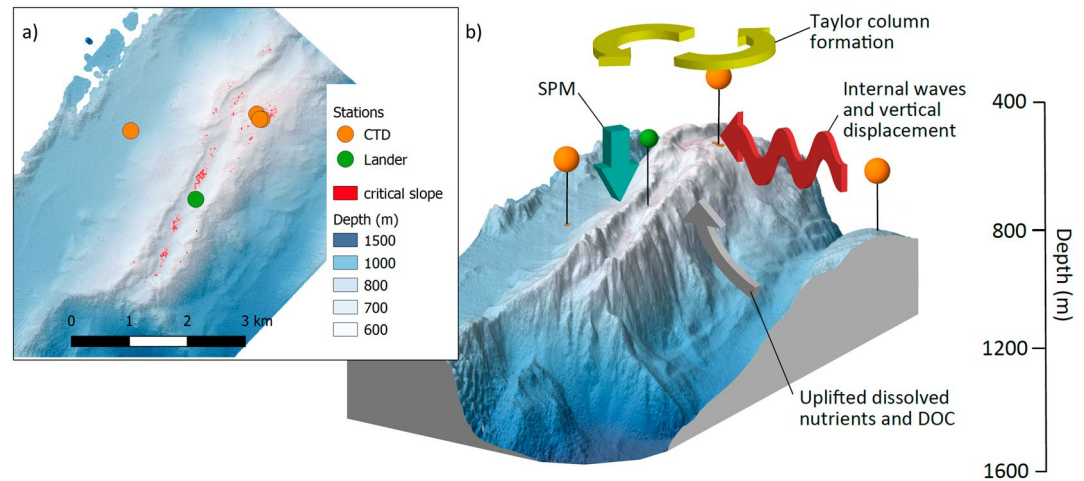 a)
Stations
CTD
Lander
critical slope
Depth (m)
1500
1000
800
700
600
0 1 2 3 km
b)
Taylor column
formation
SPM
Internal waves
and vertical
displacement
Uplifted dissolved
nutrients and DOC
400
800
1200
1600
Depth (m)